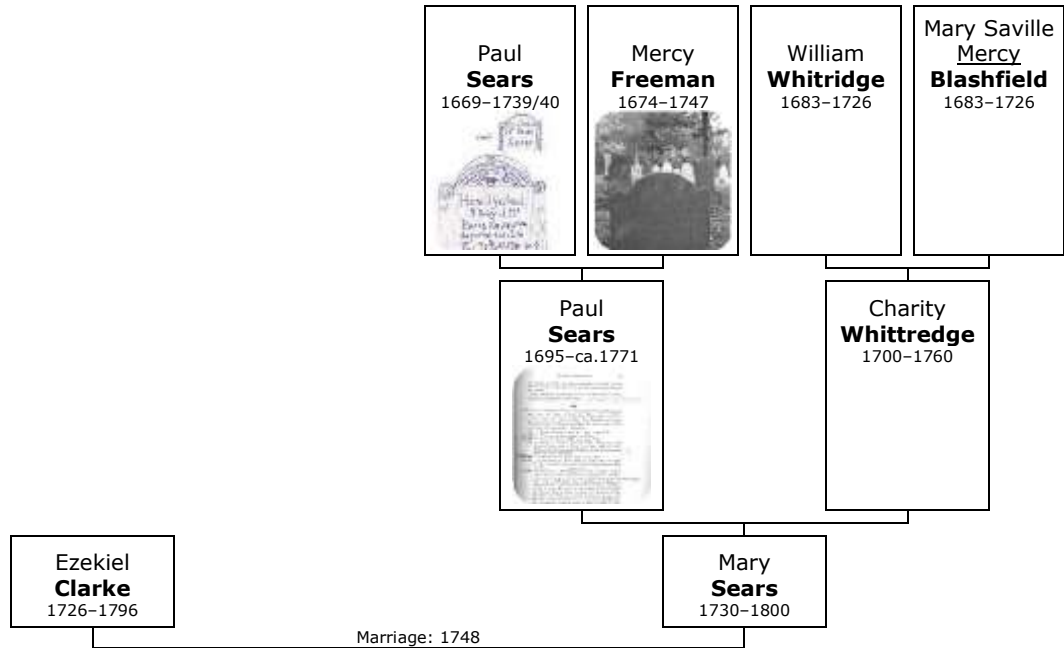 Paul
Sears
1669–1739/40
Mercy
Freeman
1674–1747
William
Whitridge
1683–1726
Mary Saville
Mercy
Blashfield
1683–1726
Paul
Sears
1695–ca.1771
Charity
Whittredge
1700–1760
Ezekiel
Clarke
1726–1796
Mary
Sears
1730–1800
Marriage: 1748